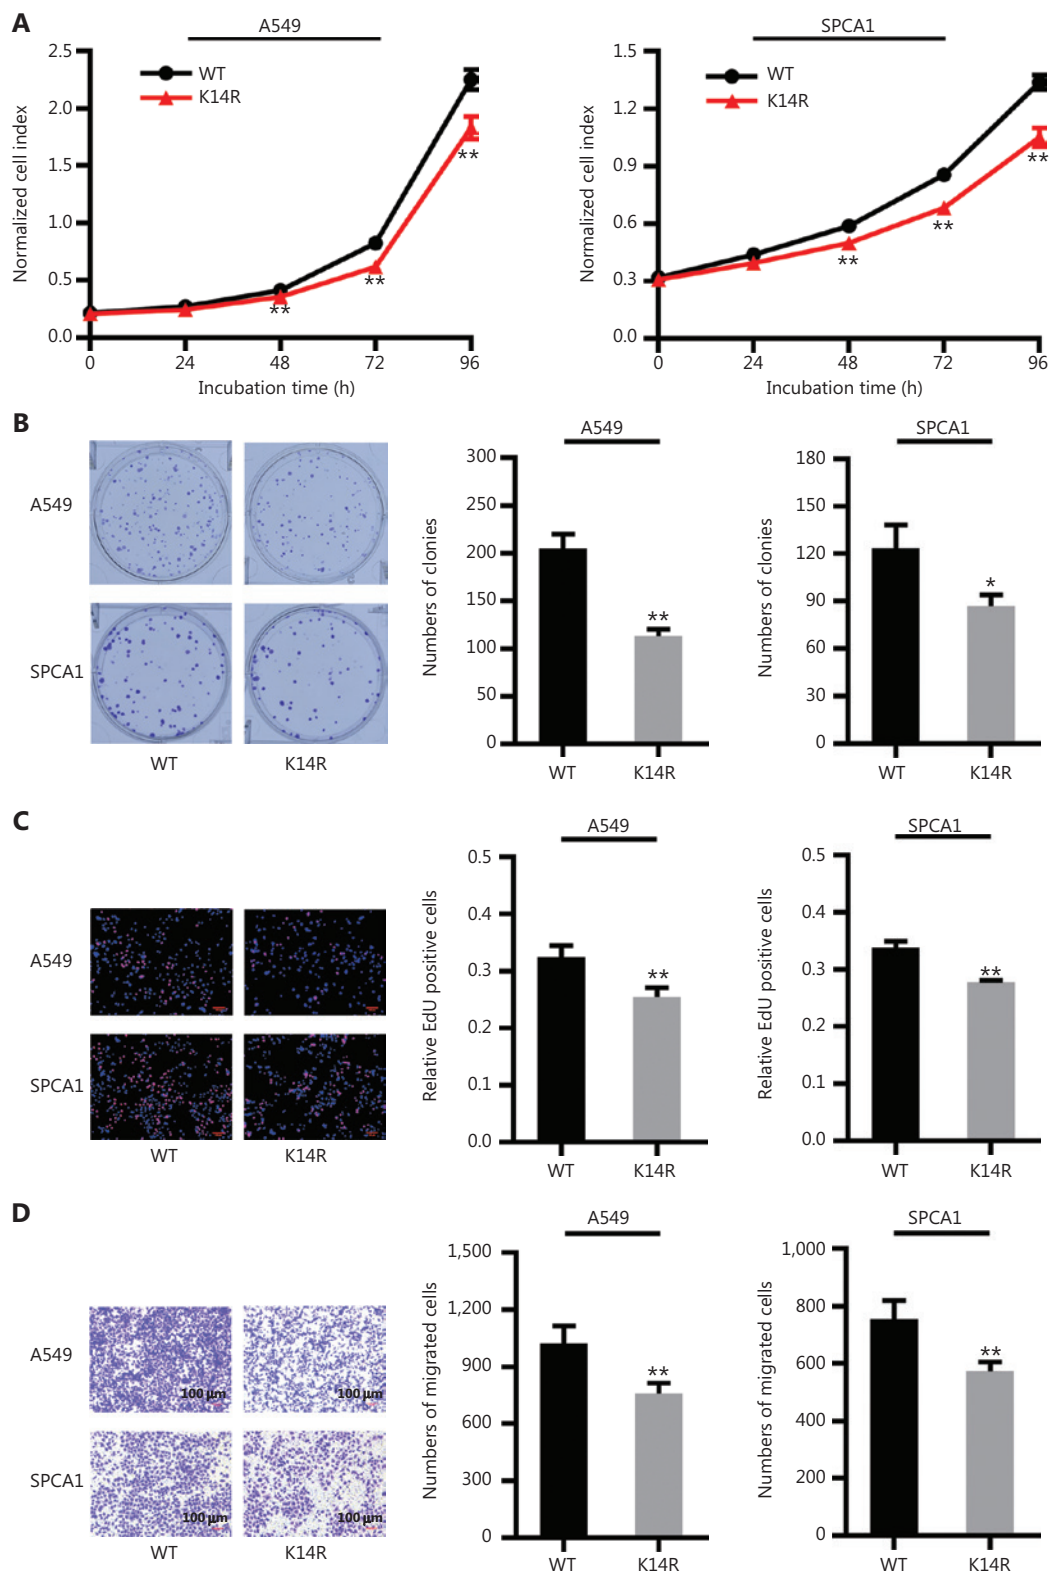 A
A549
2.5
2.0
1.5
1.0
0.5
0.0
Normalized cell index
WT
K14R
**
**
**
0
24
48
72
96
Incubation time (h)
SPCA1
1.5
1.2
0.9
0.6
0.3
0.0
Normalized cell index
WT
K14R
**
**
**
0
24
48
72
96
Incubation time (h)
B
A549
SPCA1
WT
K14R
A549
300
250
200
150
100
50
0
Numbers of clonies
**
WT
K14R
SPCA1
180
150
120
90
60
30
0
Numbers of clonies
*
WT
K14R
C
A549
SPCA1
WT
K14R
A549
0.5
0.4
0.3
0.2
0.1
0.0
Relative EdU positive cells
**
WT
K14R
SPCA1
0.5
0.4
0.3
0.2
0.1
0.0
Relative EdU positive cells
**
WT
K14R
D
A549
100 μm
100 μm
SPCA1
100 μm
100 μm
WT
K14R
A549
1,500
1,200
900
600
300
0
Numbers of migrated cells
**
WT
K14R
SPCA1
1,000
800
600
400
200
0
Numbers of migrated cells
**
WT
K14R